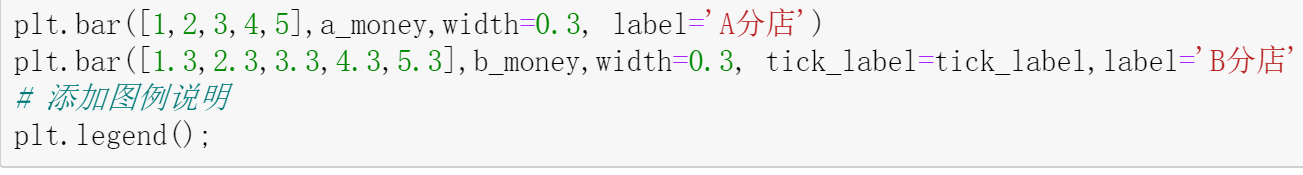 plt.bar([1,2,3,4,5],a_money,width=0.3, label='A分店')
plt.bar([1.3,2.3,3.3,4.3,5.3],b_money,width=0.3, tick_label=tick_label,label='B分店'
# 添加图例说明
plt.legend();